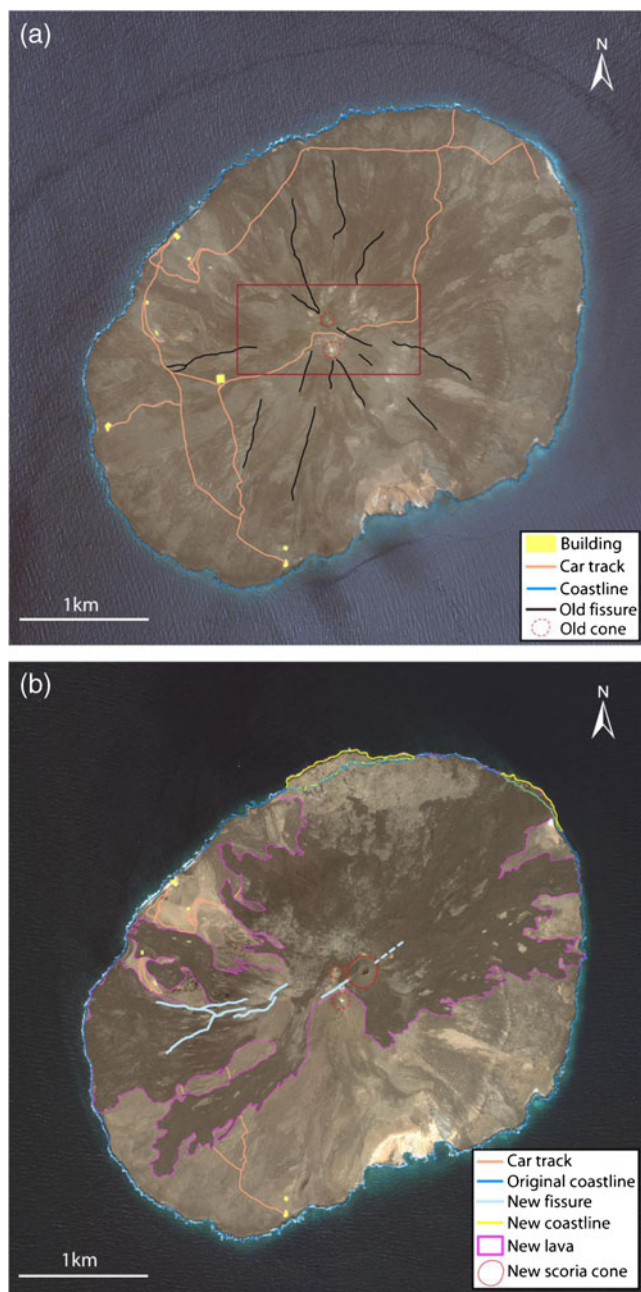 (a)
N
Building
Car track
Coastline
Old fissure
Old cone
1km
(b)
N
Car track
Original coastline
New fissure
New coastline
New lava
New scoria cone
1km